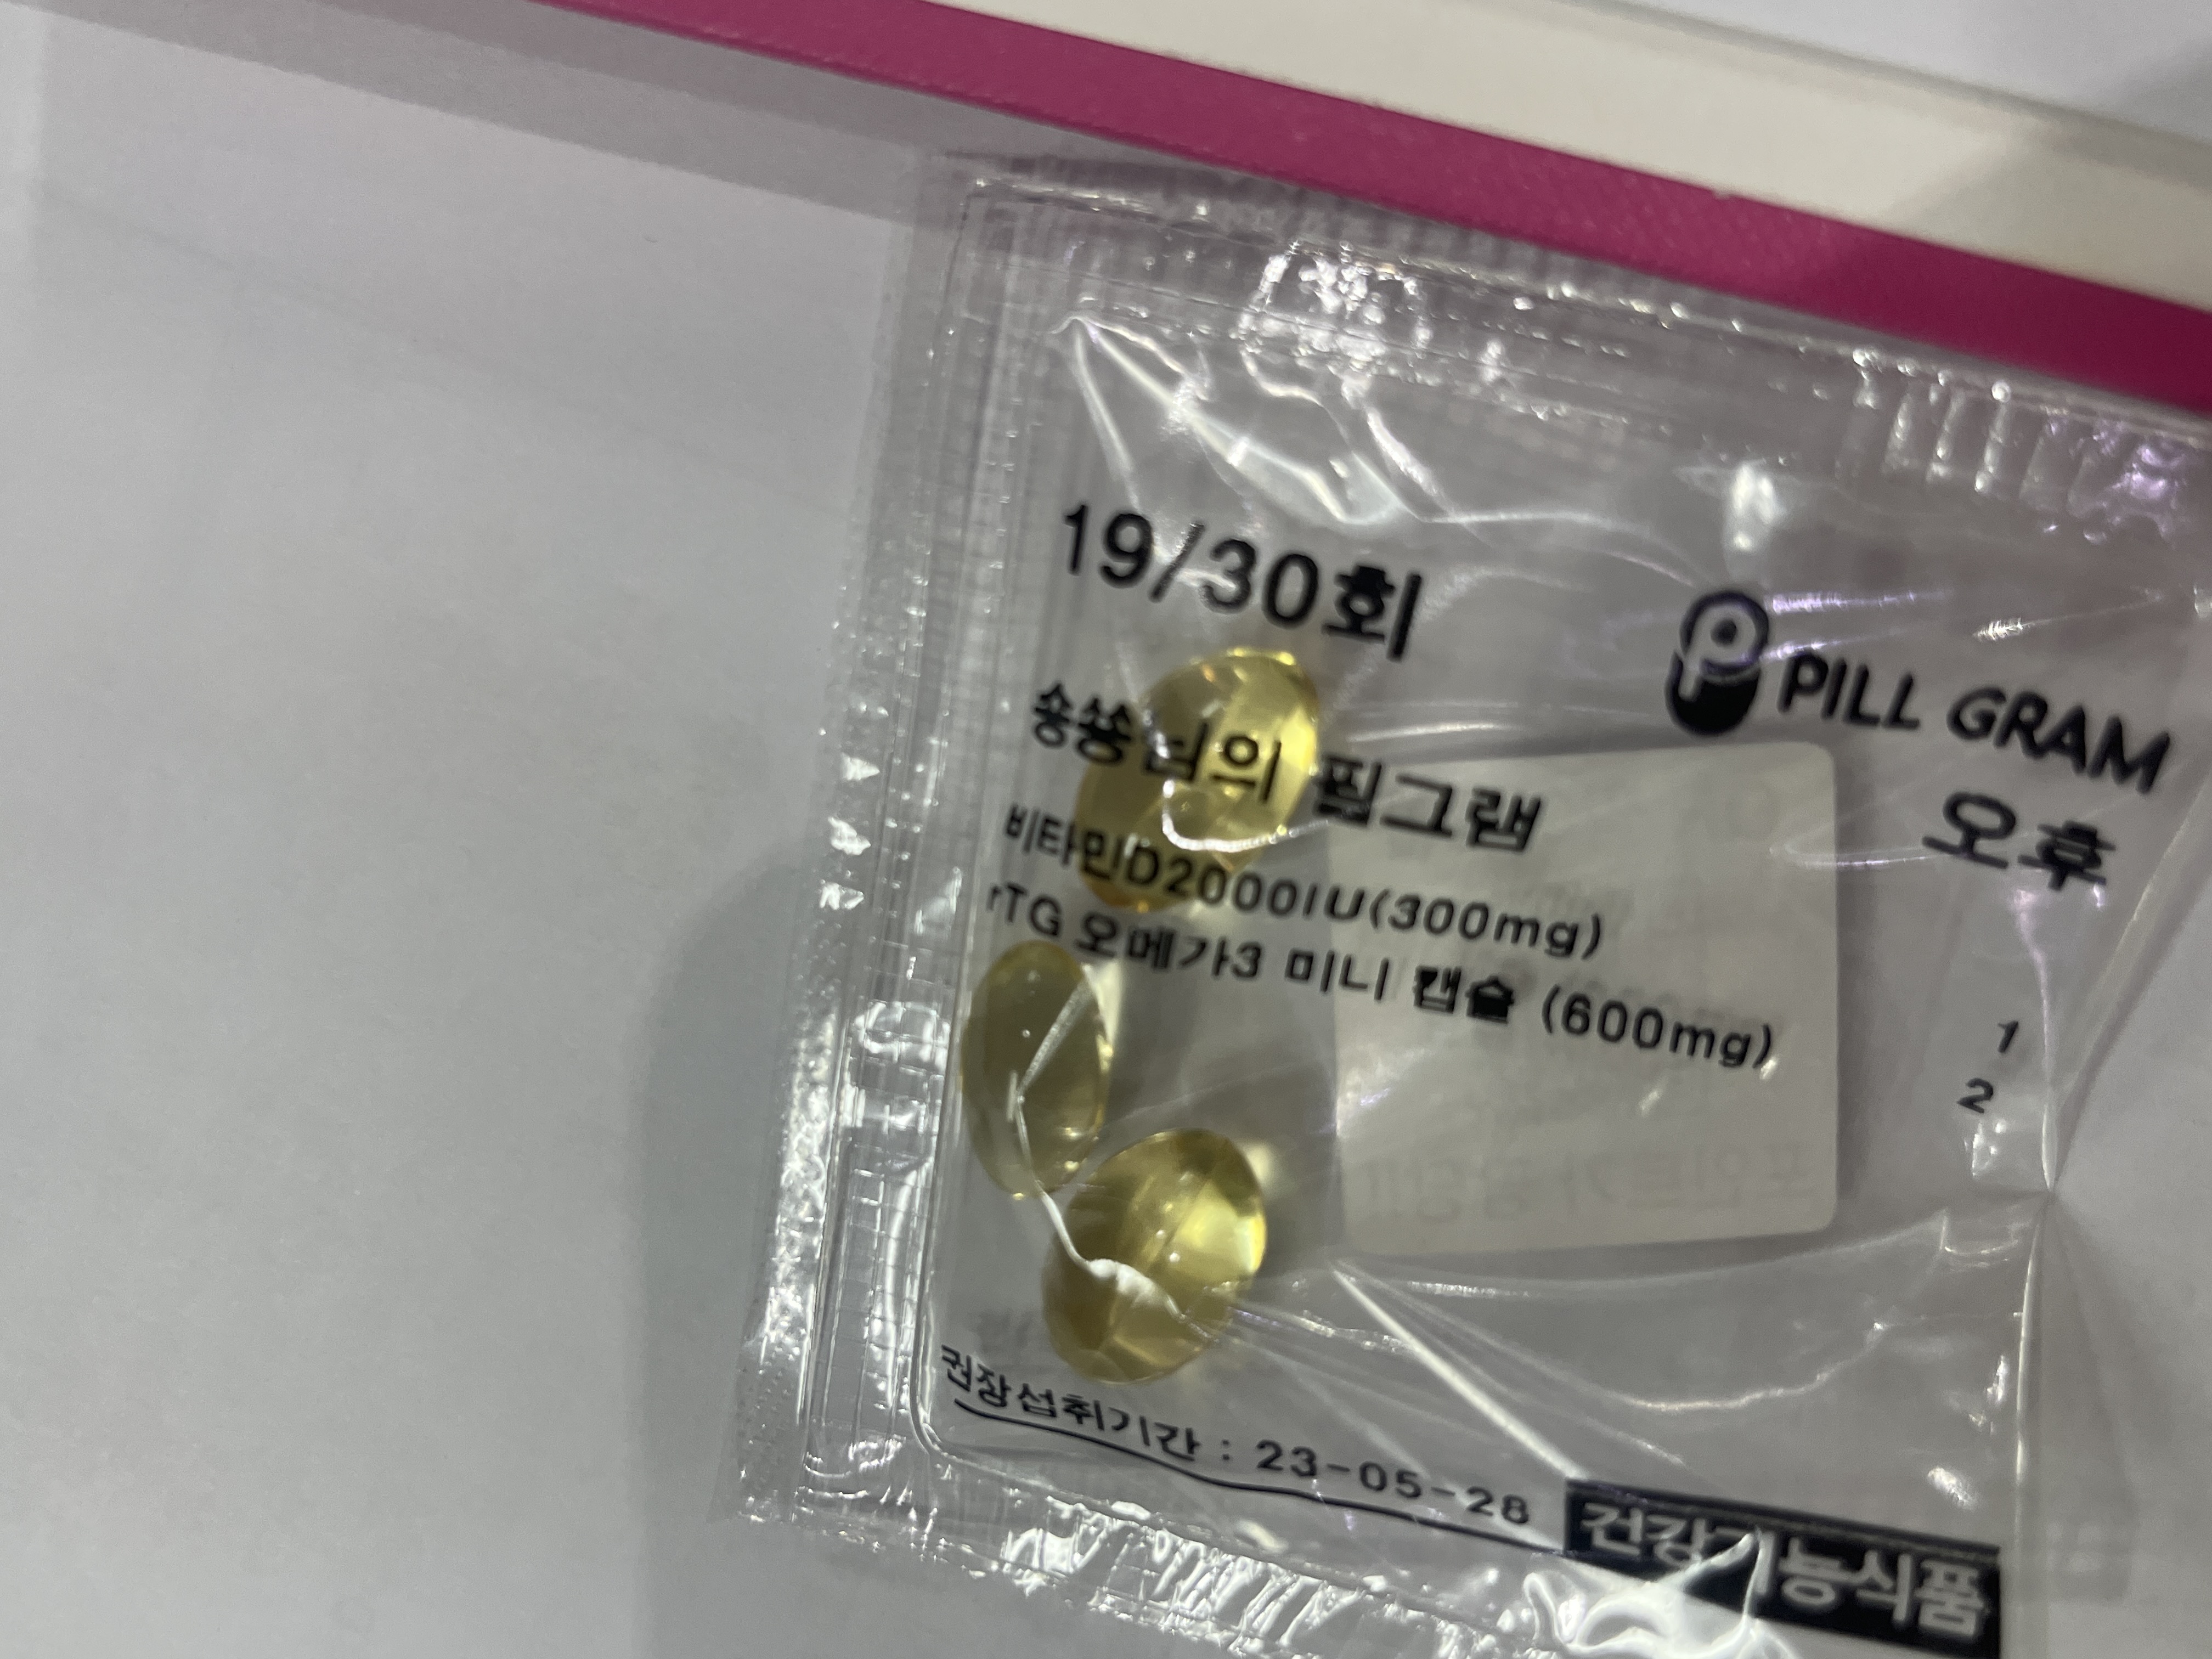 19/30회
PILL GRAM
숑숑님의 필그램
오후
비타민D2000IU(300mg) 1
rTG 오메가3 미니 캡슐 (600mg) 2
권장섭취기간 : 23-05-28
건강기능식품